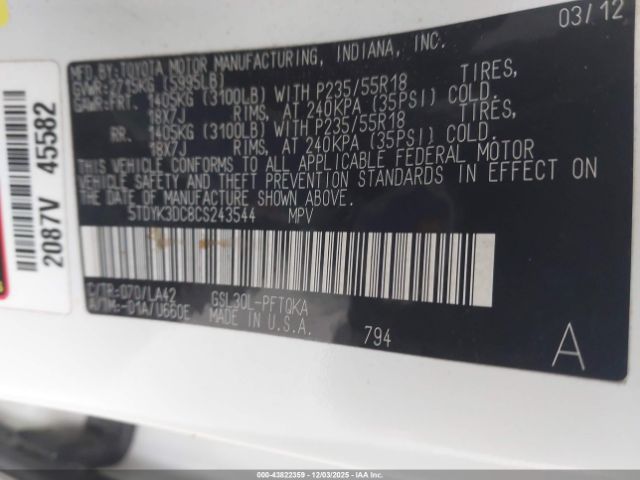 03/12
MFD.BY:TOYOTA MOTOR MANUFACTURING, INDIANA, INC.
GVWR:2715KG (5995LB)
GAWR:FRT. 1405KG (3100LB) WITH P235/55R18 TIRES,
18X7J RIMS, AT 240KPA (35PSI) COLD.
RR. 1405KG (3100LB) WITH P235/55R18 TIRES,
18X7J RIMS, AT 240KPA (35PSI) COLD.
THIS VEHICLE CONFORMS TO ALL APPLICABLE FEDERAL MOTOR
VEHICLE SAFETY AND THEFT PREVENTION STANDARDS IN EFFECT ON
THE DATE OF MANUFACTURE SHOWN ABOVE.
5TDYK3DC8CS243544 MPV
C/TR:070/LA42 GSL30L-PFTQKA
A/TM:-01A/U660E MADE IN U.S.A.
794
A
2087V 45582
000-43822359 - 12/03/2025 - IAA Inc.